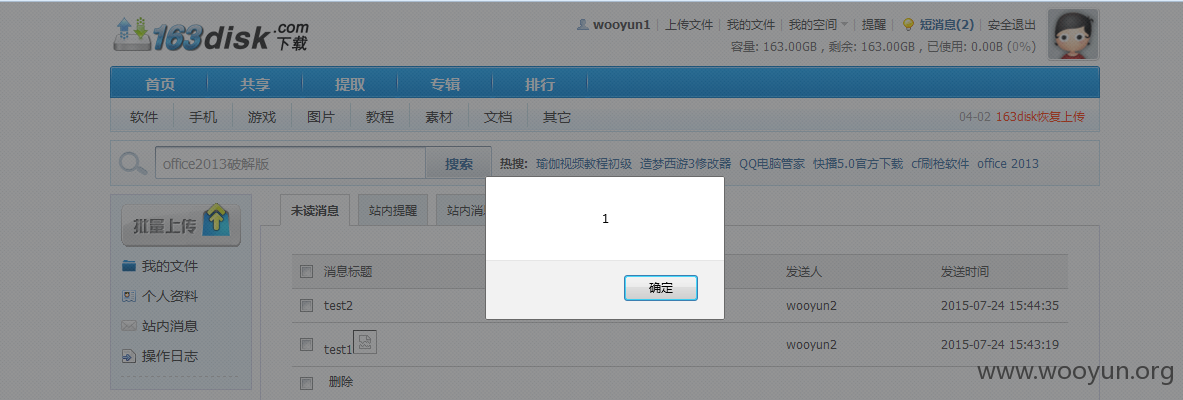 163disk.com下载
wooyun1 上传文件 我的文件 我的空间 提醒 短消息(2) 安全退出
容量: 163.00GB , 剩余: 163.00GB , 已使用: 0.00B (0%)
首页 共享 提取 专辑 排行
软件 手机 游戏 图片 教程 素材 文档 其它 04-02 163disk恢复上传
office2013破解版 搜索 热搜: 瑜伽视频教程初级 造梦西游3修改器 QQ电脑管家 快播5.0官方下载 cf刷枪软件 office 2013
批量上传
我的文件
个人资料
站内消息
操作日志
未读消息 站内提醒 站内消
1
确定
消息标题 发送人 发送时间
test2 wooyun2 2015-07-24 15:44:35
test1 wooyun2 2015-07-24 15:43:19
删除
www.wooyun.org